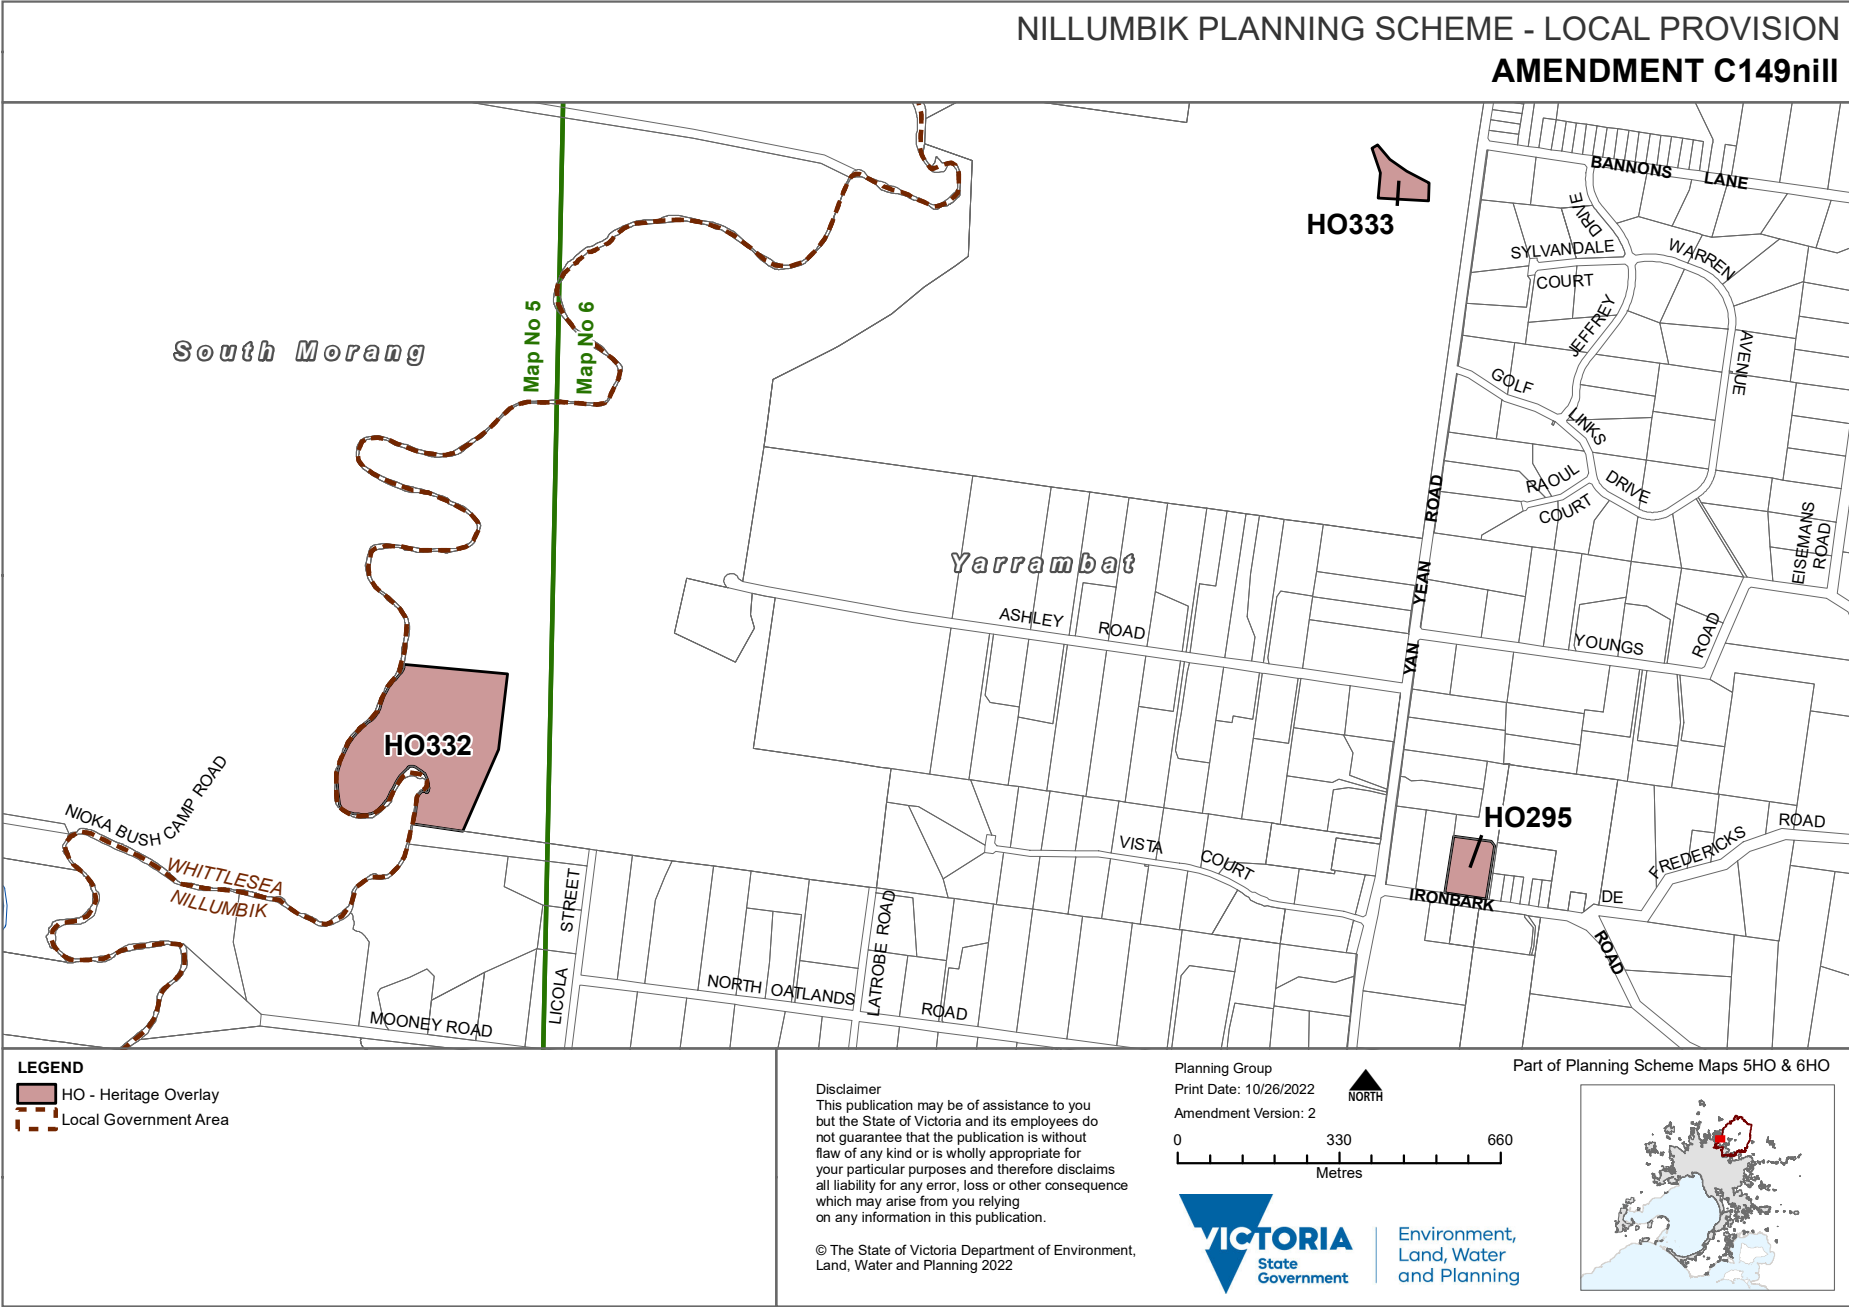 NILLUMBIK PLANNING SCHEME - LOCAL PROVISION
AMENDMENT C149nill
BANNONS LANE
HO333
DRIVE
SYLVANDALE
COURT
WARREN
AVENUE
JEFFREY
South Morang
Map No 5
Map No 6
GOLF
LINKS
DRIVE
RAOUL
COURT
EISEMANS
ROAD
YAN YEAN ROAD
Yarrambat
ASHLEY ROAD
YOUNGS
ROAD
HO332
NIOKA BUSH CAMP ROAD
WHITTLESEA
NILLUMBIK
HO295
VISTA COURT
IRONBARK
ROAD
DE
FREDERICKS
ROAD
LICOLA
STREET
LATROBE ROAD
NORTH OATLANDS
ROAD
MOONEY ROAD
LEGEND
HO - Heritage Overlay
Local Government Area
Disclaimer
This publication may be of assistance to you
but the State of Victoria and its employees do
not guarantee that the publication is without
flaw of any kind or is wholly appropriate for
your particular purposes and therefore disclaims
all liability for any error, loss or other consequence
which may arise from you relying
on any information in this publication.
© The State of Victoria Department of Environment,
Land, Water and Planning 2022
Planning Group
Print Date: 10/26/2022
Amendment Version: 2
NORTH
0 330 660
Metres
VICTORIA
State
Government
Environment,
Land, Water
and Planning
Part of Planning Scheme Maps 5HO & 6HO